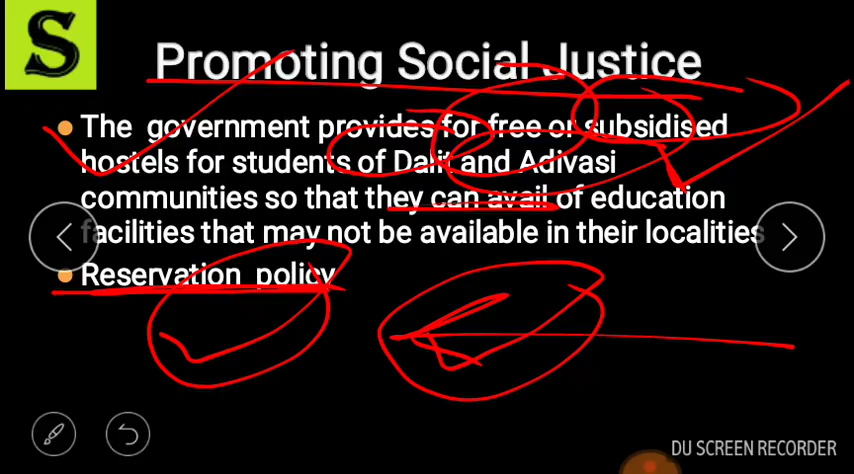 S
Promoting Social Justice
The government provides for free or subsidised
hostels for students of Dalit and Adivasi
communities so that they can avail of education
facilities that may not be available in their localities
Reservation policy
DU SCREEN RECORDER